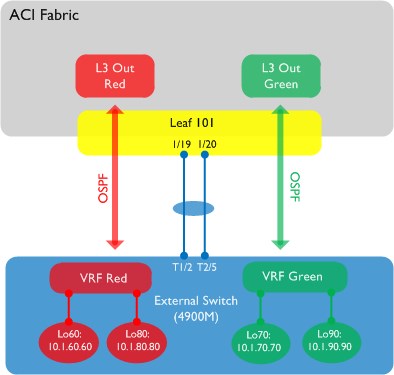 ACI Fabric
L3 Out
Red
L3 Out
Green
Leaf 101
1/19 1/20
OSPF
OSPF
T1/2 T2/5
VRF Red
VRF Green
External Switch
(4900M)
Lo60:
10.1.60.60
Lo80:
10.1.80.80
Lo70:
10.1.70.70
Lo90:
10.1.90.90